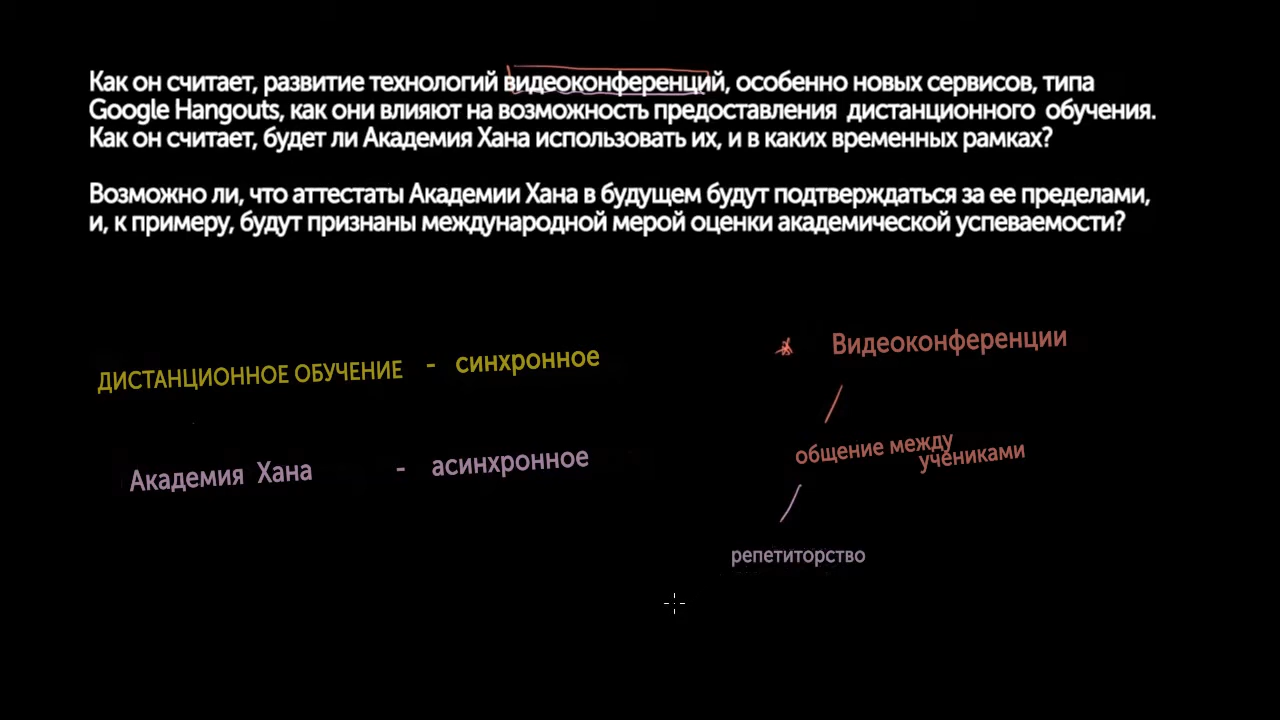 Как он считает, развитие технологий видеоконференций, особенно новых сервисов, типа
Google Hangouts, как они влияют на возможность предоставления дистанционного обучения.
Как он считает, будет ли Академия Хана использовать их, и в каких временных рамках?
Возможно ли, что аттестаты Академии Хана в будущем будут подтверждаться за ее пределами,
и, к примеру, будут признаны международной мерой оценки академической успеваемости?
ДИСТАНЦИОННОЕ ОБУЧЕНИЕ - синхронное
Академия Хана - асинхронное
Видеоконференции
общение между
учениками
репетиторство